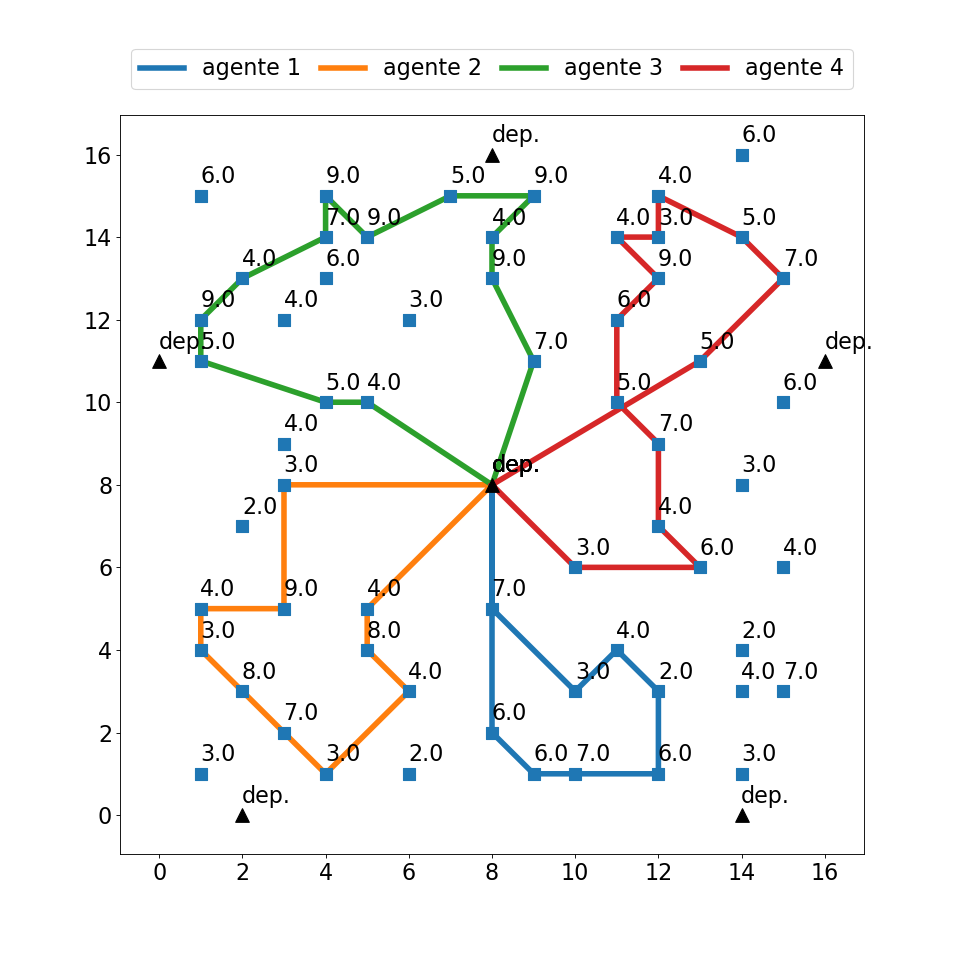 agente 1 agente 2 agente 3 agente 4
dep. 6.0
16
6.0 9.0 5.0 9.0 4.0
7.0 9.0 4.0 4.0 3.0 5.0
14
4.0 6.0 9.0 9.0 7.0
9.0 4.0 3.0 6.0
12
dep. 5.0 7.0 5.0 dep.
5.0 4.0 5.0 6.0
10
4.0 7.0
3.0 dep. 3.0
8
2.0 4.0
3.0 6.0 4.0
6
4.0 9.0 4.0 7.0
3.0 8.0 4.0 2.0
4
8.0 4.0 3.0 2.0 4.0 7.0
7.0 6.0
2
3.0 3.0 2.0 6.0 7.0 6.0 3.0
dep. dep.
0
0 2 4 6 8 10 12 14 16